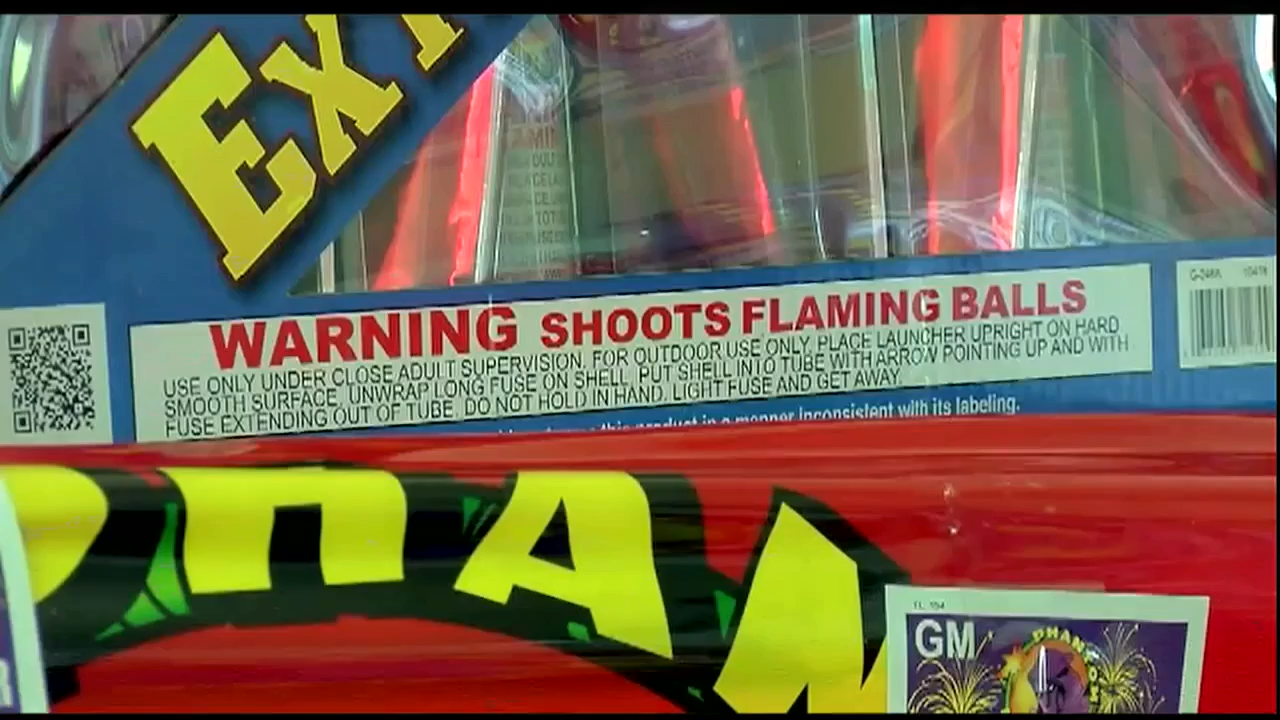 Ex
WARNING SHOOTS FLAMING BALLS
USE ONLY UNDER CLOSE ADULT SUPERVISION. FOR OUTDOOR USE ONLY. PLACE LAUNCHER UPRIGHT ON HARD
SMOOTH SURFACE. UNWRAP LONG FUSE ON SHELL. PUT SHELL INTO TUBE WITH ARROW POINTING UP AND WITH
FUSE EXTENDING OUT OF TUBE. DO NOT HOLD IN HAND. LIGHT FUSE AND GET AWAY.
this product in a manner inconsistent with its labeling.
HAN
GM
PHANTOM